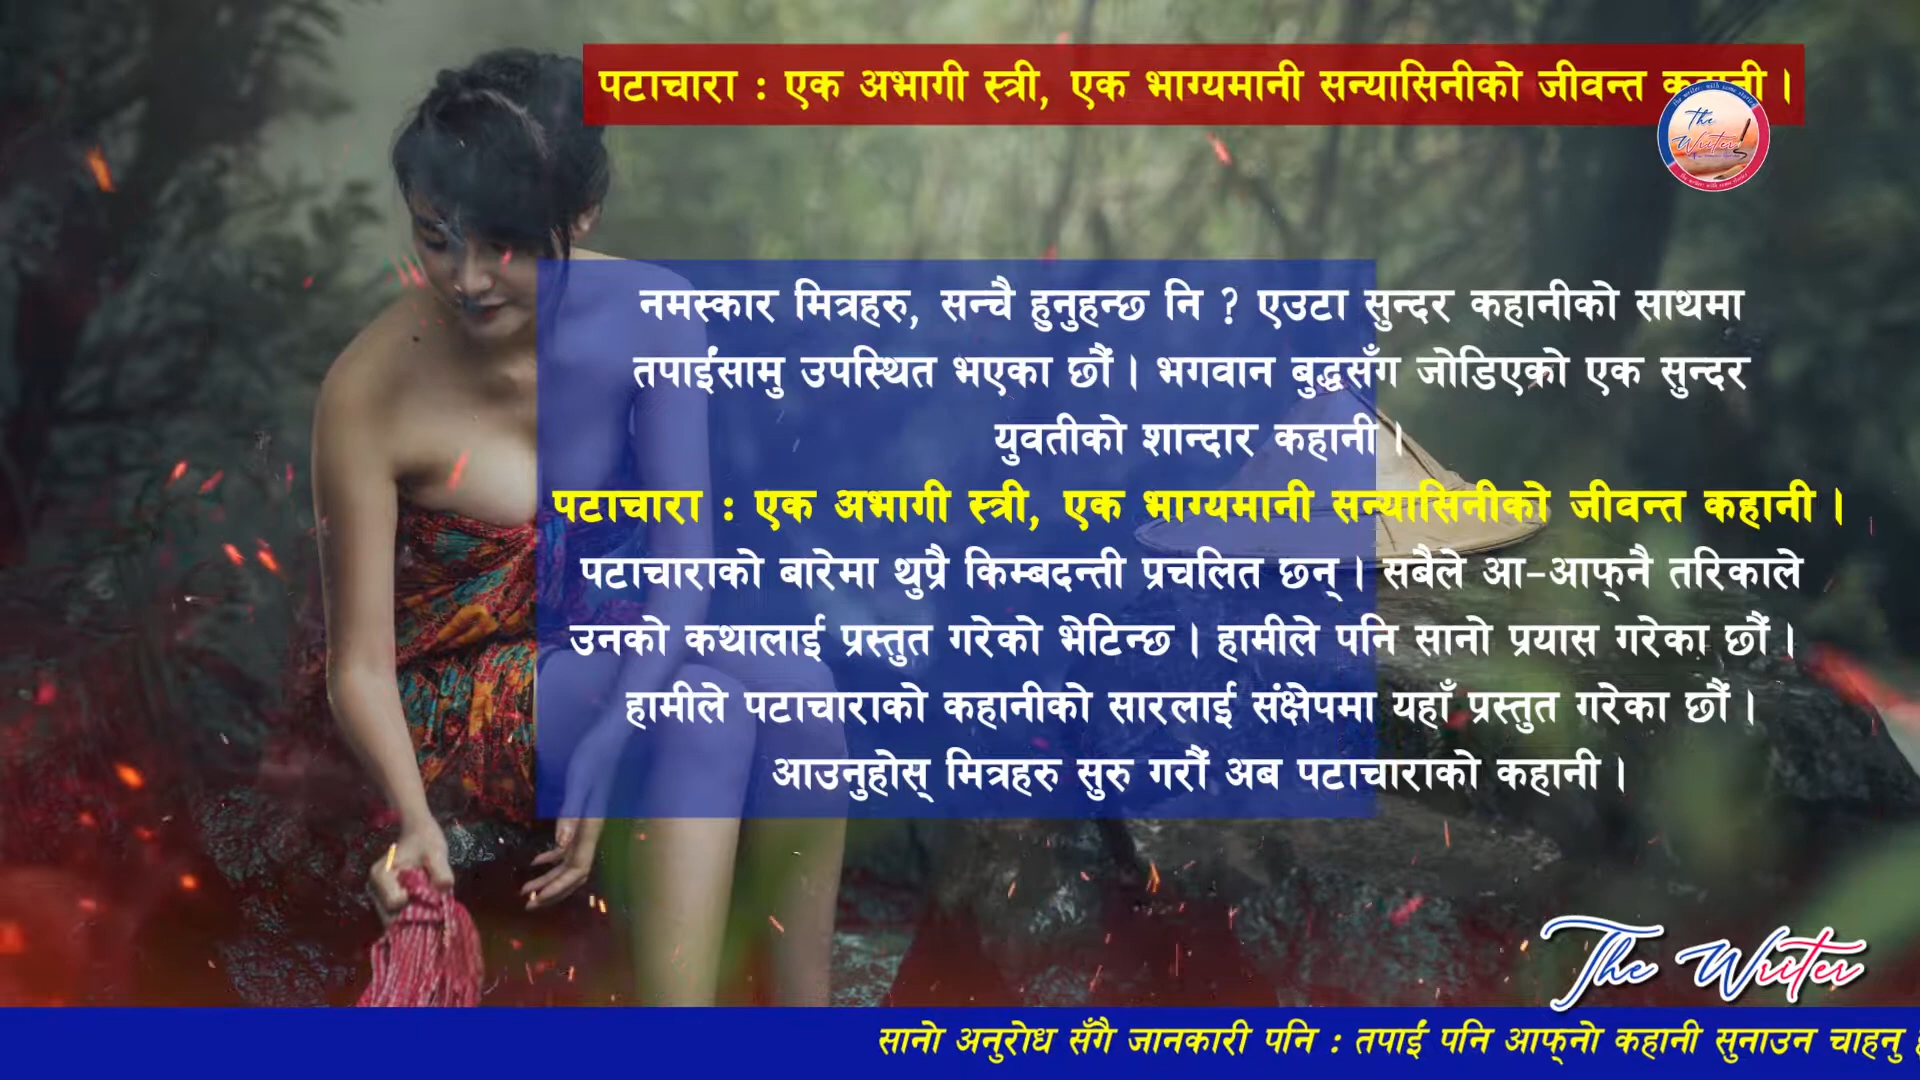 पटाचारा : एक अभागी स्त्री, एक भाग्यमानी सन्यासिनीको जीवन्त कहानी ।
The Writer
नमस्कार मित्रहरु, सन्चै हुनुहन्छ नि ? एउटा सुन्दर कहानीको साथमा
तपाईंसामु उपस्थित भएका छौं । भगवान बुद्धसँग जोडिएको एक सुन्दर
युवतीको शान्दार कहानी ।
पटाचारा : एक अभागी स्त्री, एक भाग्यमानी सन्यासिनीको जीवन्त कहानी ।
पटाचाराको बारेमा थुप्रै किम्बदन्ती प्रचलित छन् । सबैले आ-आफ्नै तरिकाले
उनको कथालाई प्रस्तुत गरेको भेटिन्छ । हामीले पनि सानो प्रयास गरेका छौं ।
हामीले पटाचाराको कहानीको सारलाई संक्षेपमा यहाँ प्रस्तुत गरेका छौं ।
आउनुहोस् मित्रहरु सुरु गरौं अब पटाचाराको कहानी ।
The Writer
सानो अनुरोध सँगै जानकारी पनि : तपाईं पनि आफ्नो कहानी सुनाउन चाहनु